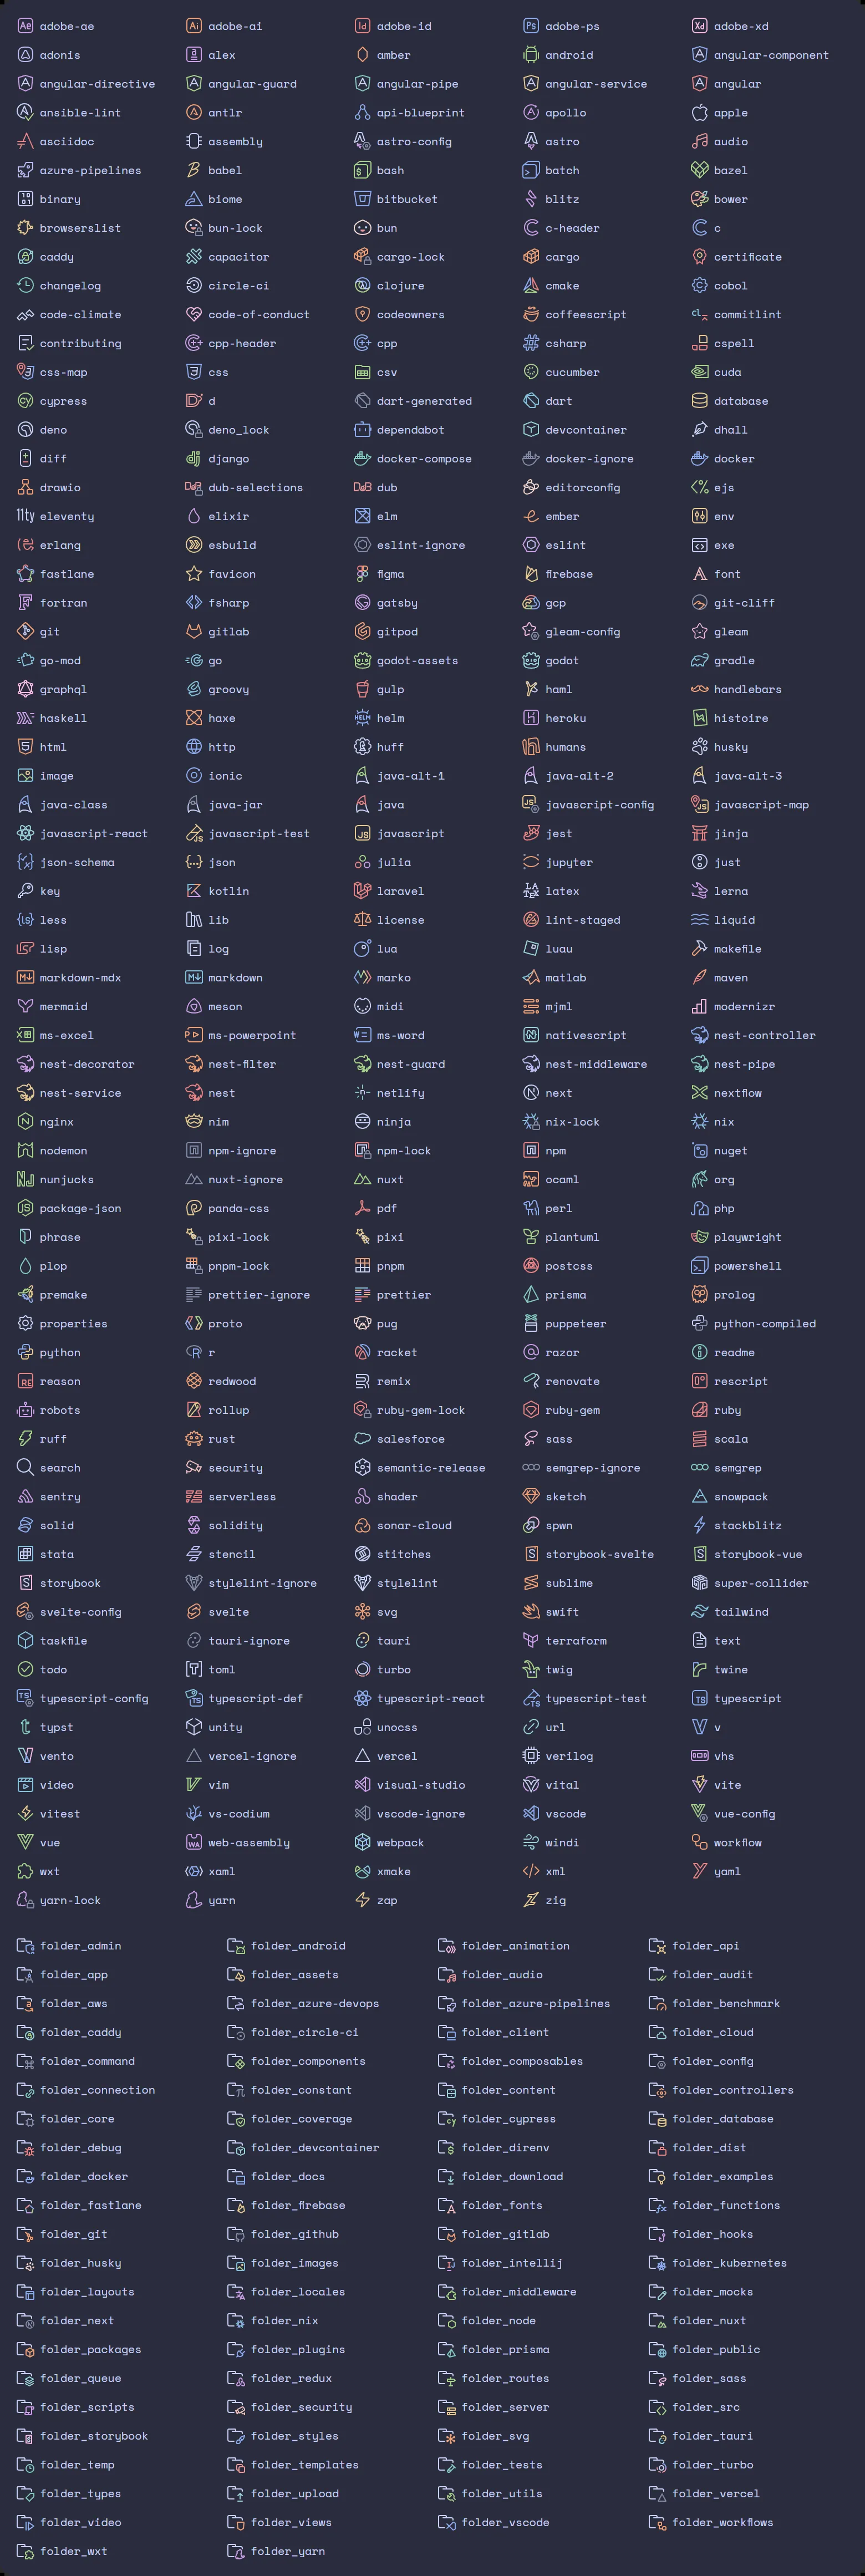 adobe-ae adobe-ai adobe-id adobe-ps adobe-xd
adonis alex amber android angular-component
angular-directive angular-guard angular-pipe angular-service angular
ansible-lint antlr api-blueprint apollo apple
asciidoc assembly astro-config astro audio
azure-pipelines babel bash batch bazel
binary biome bitbucket blitz bower
browserslist bun-lock bun c-header c
caddy capacitor cargo-lock cargo certificate
changelog circle-ci clojure cmake cobol
code-climate code-of-conduct codeowners coffeescript commitlint
contributing cpp-header cpp csharp cspell
css-map css csv cucumber cuda
cypress d dart-generated dart database
deno deno_lock dependabot devcontainer dhall
diff django docker-compose docker-ignore docker
drawio dub-selections dub editorconfig ejs
eleventy elixir elm ember env
erlang esbuild eslint-ignore eslint exe
fastlane favicon figma firebase font
fortran fsharp gatsby gcp git-cliff
git gitlab gitpod gleam-config gleam
go-mod go godot-assets godot gradle
graphql groovy gulp haml handlebars
haskell haxe helm heroku histoire
html http huff humans husky
image ionic java-alt-1 java-alt-2 java-alt-3
java-class java-jar java javascript-config javascript-map
javascript-react javascript-test javascript jest jinja
json-schema json julia jupyter just
key kotlin laravel latex lerna
less lib license lint-staged liquid
lisp log lua luau makefile
markdown-mdx markdown marko matlab maven
mermaid meson midi mjml modernizr
ms-excel ms-powerpoint ms-word nativescript nest-controller
nest-decorator nest-filter nest-guard nest-middleware nest-pipe
nest-service nest netlify next nextflow
nginx nim ninja nix-lock nix
nodemon npm-ignore npm-lock npm nuget
nunjucks nuxt-ignore nuxt ocaml org
package-json panda-css pdf perl php
phrase pixi-lock pixi plantuml playwright
plop pnpm-lock pnpm postcss powershell
premake prettier-ignore prettier prisma prolog
properties proto pug puppeteer python-compiled
python r racket razor readme
reason redwood remix renovate rescript
robots rollup ruby-gem-lock ruby-gem ruby
ruff rust salesforce sass scala
search security semantic-release semgrep-ignore semgrep
sentry serverless shader sketch snowpack
solid solidity sonar-cloud spwn stackblitz
stata stencil stitches storybook-svelte storybook-vue
storybook stylelint-ignore stylelint sublime super-collider
svelte-config svelte svg swift tailwind
taskfile tauri-ignore tauri terraform text
todo toml turbo twig twine
typescript-config typescript-def typescript-react typescript-test typescript
typst unity unocss url v
vento vercel-ignore vercel verilog vhs
video vim visual-studio vital vite
vitest vs-codium vscode-ignore vscode vue-config
vue web-assembly webpack windi workflow
wxt xaml xmake xml yaml
yarn-lock yarn zap zig
folder_admin folder_android folder_animation folder_api
folder_app folder_assets folder_audio folder_audit
folder_aws folder_azure-devops folder_azure-pipelines folder_benchmark
folder_caddy folder_circle-ci folder_client folder_cloud
folder_command folder_components folder_composables folder_config
folder_connection folder_constant folder_content folder_controllers
folder_core folder_coverage folder_cypress folder_database
folder_debug folder_devcontainer folder_direnv folder_dist
folder_docker folder_docs folder_download folder_examples
folder_fastlane folder_firebase folder_fonts folder_functions
folder_git folder_github folder_gitlab folder_hooks
folder_husky folder_images folder_intellij folder_kubernetes
folder_layouts folder_locales folder_middleware folder_mocks
folder_next folder_nix folder_node folder_nuxt
folder_packages folder_plugins folder_prisma folder_public
folder_queue folder_redux folder_routes folder_sass
folder_scripts folder_security folder_server folder_src
folder_storybook folder_styles folder_svg folder_tauri
folder_temp folder_templates folder_tests folder_turbo
folder_types folder_upload folder_utils folder_vercel
folder_video folder_views folder_vscode folder_workflows
folder_wxt folder_yarn